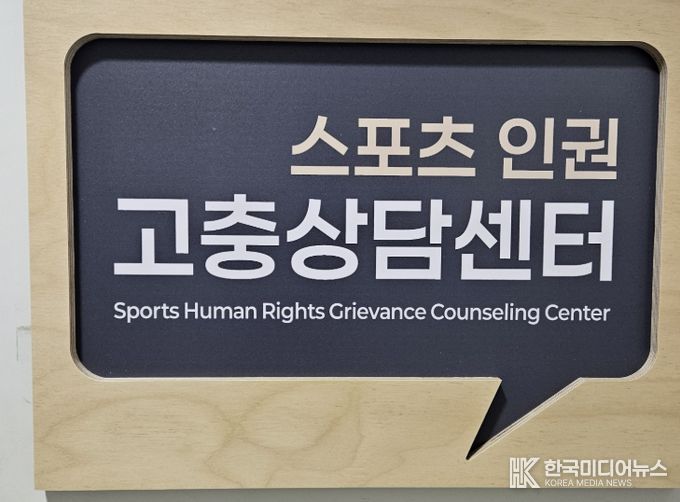 스포츠 인권
고충상담센터
Sports Human Rights Grievance Counseling Center
HK 한국미디어뉴스
KOREA MEDIA NEWS